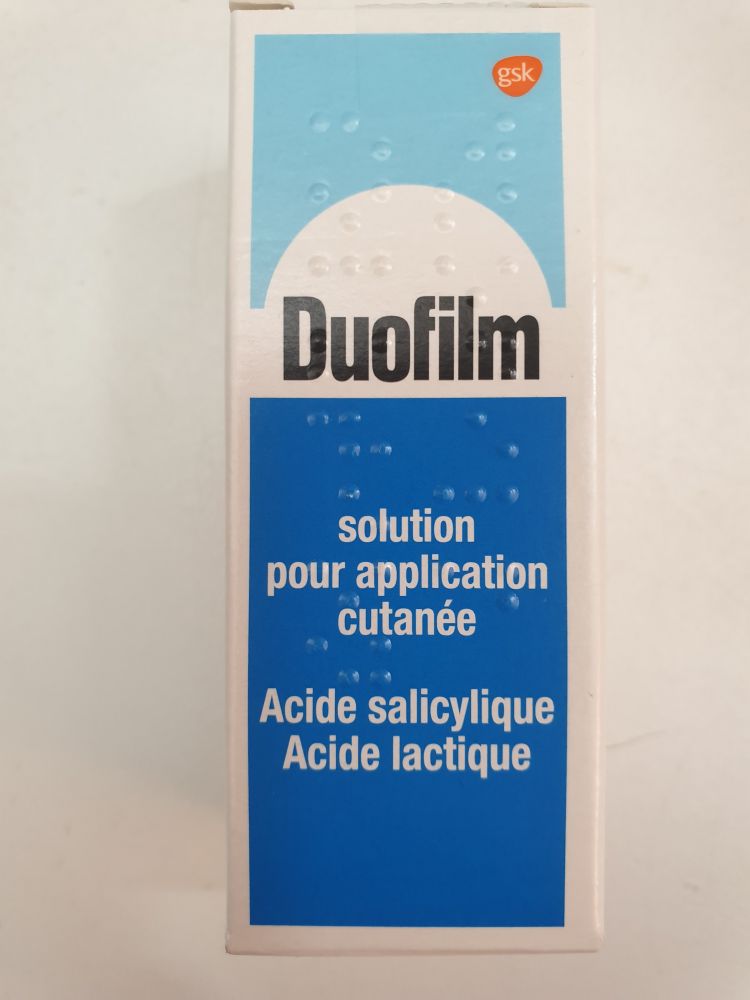 gsk
Duofilm
solution
pour application
cutanée
Acide salicylique
Acide lactique